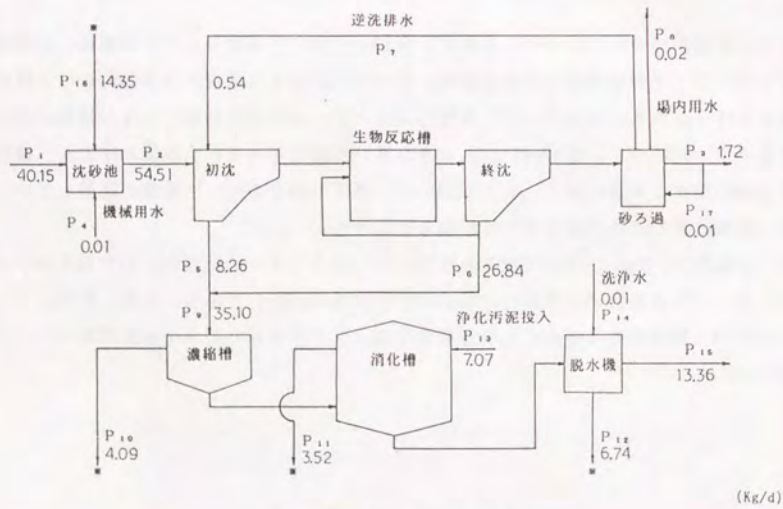 逆洗排水
P₇
P₈
0.02
P₁₆ 14.35
0.54
場内用水
生物反応槽
P₁
40.15
沈砂池
P₂
54.51
初沈
終沈
P₃ 1.72
機械用水
P₄
0.01
砂ろ過
P₁₇
0.01
P₅ 8.26
P₆ 26.84
洗浄水
0.01
P₁₄
P₉ 35.10
浄化汚泥投入
P₁₃
7.07
濃縮槽
消化槽
脱水機
P₁₅
13.36
P₁₀
4.09
P₁₁
3.52
P₁₂
6.74
(Kg/d)